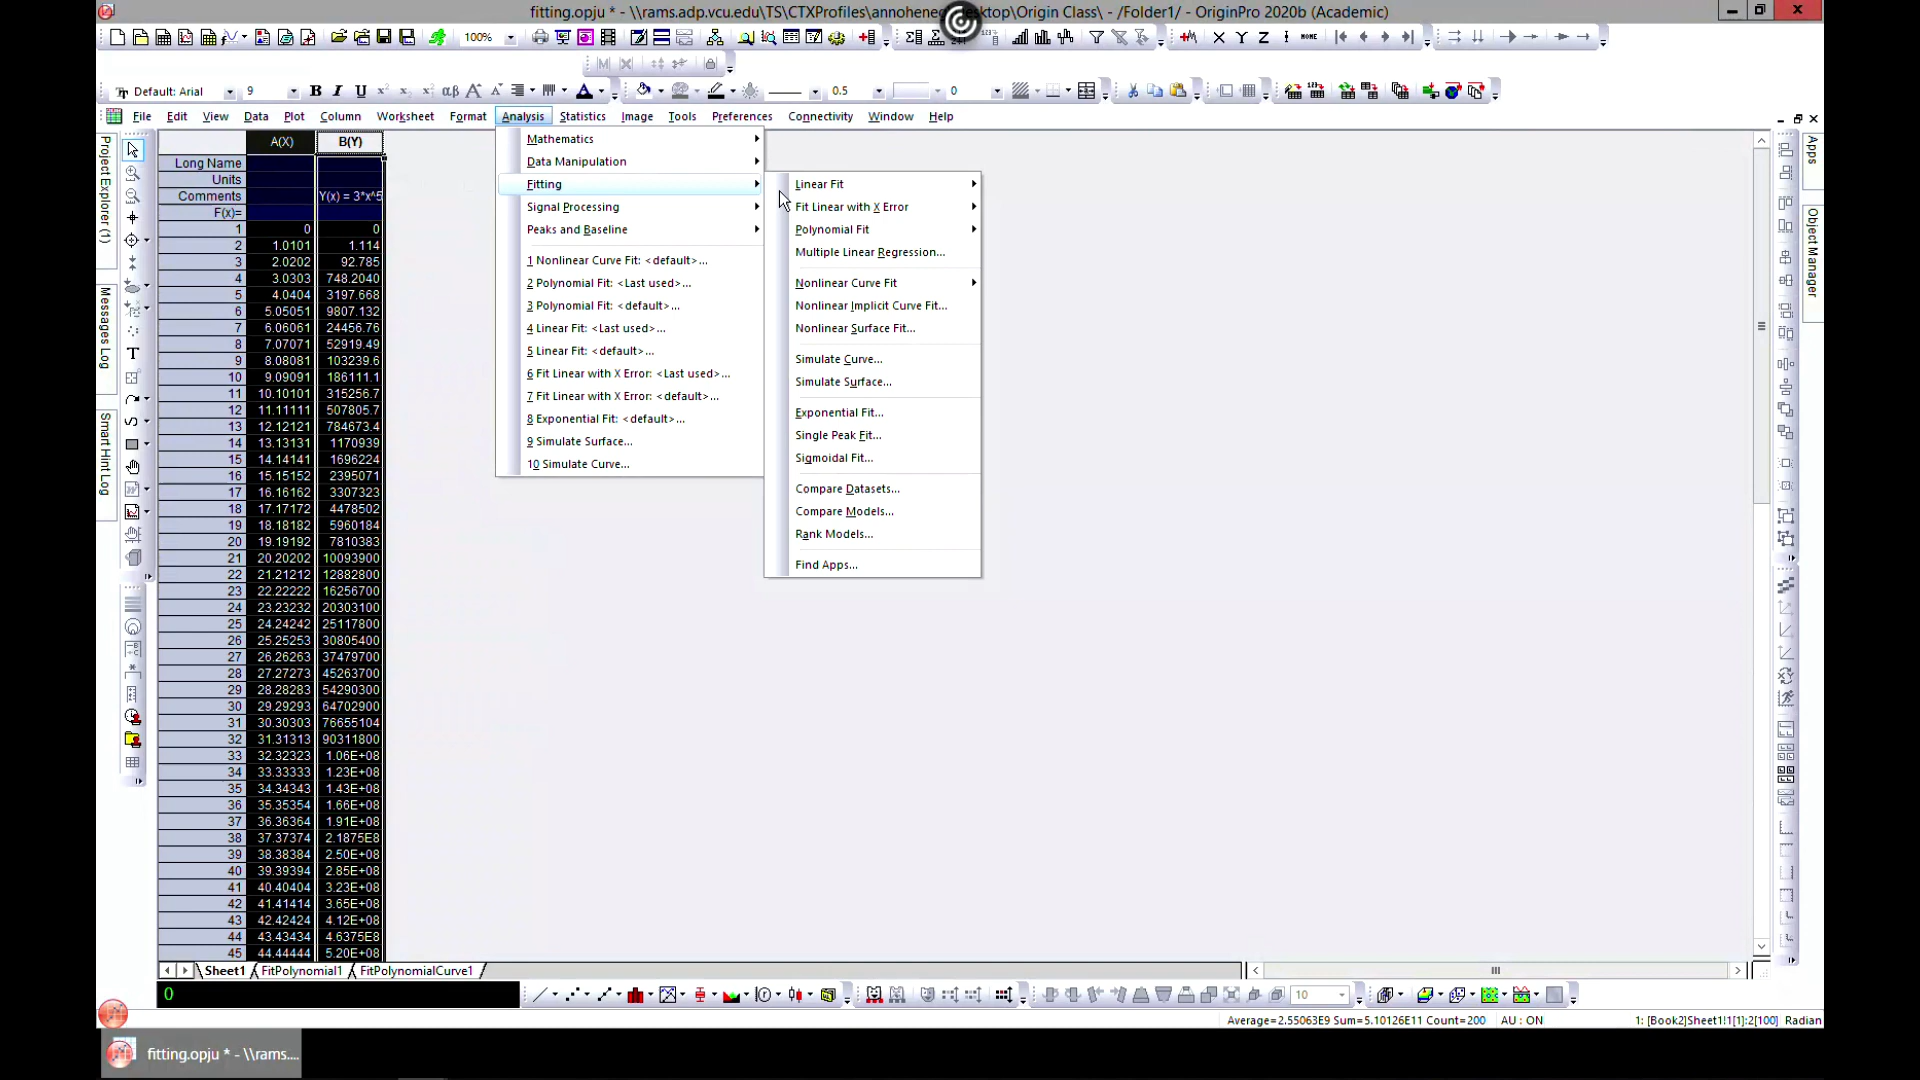 fitting.opju * - \\rams.adp.vcu.edu\TS\CTXProfiles\annohene ktop\Origin Class\ - /Folder1/ - OriginPro 2020b (Academic)
100%
Default: Arial 9 B I U 0.5 0
File Edit View Data Plot Column Worksheet Format Analysis Statistics Image Tools Preferences Connectivity Window Help
Project Explorer (1)
Messages Log
Smart Hint Log
Apps
Object Manager
A(X) B(Y)
Long Name
Units
Comments Y(x) = 3*x^5
F(x)=
1 0 0
2 1.0101 1.114
3 2.0202 92.785
4 3.0303 748.2040
5 4.0404 3197.668
6 5.05051 9807.132
7 6.06061 24456.76
8 7.07071 52919.49
9 8.08081 103239.6
10 9.09091 186111.1
11 10.10101 315256.7
12 11.11111 507805.7
13 12.12121 784673.4
14 13.13131 1170939
15 14.14141 1696224
16 15.15152 2395071
17 16.16162 3307323
18 17.17172 4478502
19 18.18182 5960184
20 19.19192 7810383
21 20.20202 10093900
22 21.21212 12882800
23 22.22222 16256700
24 23.23232 20303100
25 24.24242 25117800
26 25.25253 30805400
27 26.26263 37479700
28 27.27273 45263700
29 28.28283 54290300
30 29.29293 64702900
31 30.30303 76655104
32 31.31313 90311800
33 32.32323 1.06E+08
34 33.33333 1.23E+08
35 34.34343 1.43E+08
36 35.35354 1.66E+08
37 36.36364 1.91E+08
38 37.37374 2.1875E8
39 38.38384 2.50E+08
40 39.39394 2.85E+08
41 40.40404 3.23E+08
42 41.41414 3.65E+08
43 42.42424 4.12E+08
44 43.43434 4.6375E8
45 44.44444 5.20E+08
Mathematics
Data Manipulation
Fitting
Signal Processing
Peaks and Baseline
1 Nonlinear Curve Fit: <default>...
2 Polynomial Fit: <Last used>...
3 Polynomial Fit: <default>...
4 Linear Fit: <Last used>...
5 Linear Fit: <default>...
6 Fit Linear with X Error: <Last used>...
7 Fit Linear with X Error: <default>...
8 Exponential Fit: <default>...
9 Simulate Surface...
10 Simulate Curve...
Linear Fit
Fit Linear with X Error
Polynomial Fit
Multiple Linear Regression...
Nonlinear Curve Fit
Nonlinear Implicit Curve Fit...
Nonlinear Surface Fit...
Simulate Curve...
Simulate Surface...
Exponential Fit...
Single Peak Fit...
Sigmoidal Fit...
Compare Datasets...
Compare Models...
Rank Models...
Find Apps...
Sheet1 FitPolynomial1 FitPolynomialCurve1
0
10
Average=2.55063E9 Sum=5.10126E11 Count=200 AU : ON 1: [Book2]Sheet1!1[1]:2[100] Radian
fitting.opju * - \\rams....